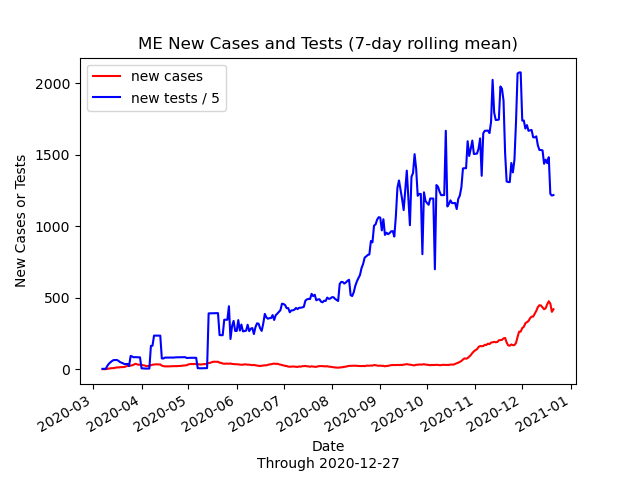 ME New Cases and Tests (7-day rolling mean)
new cases
new tests / 5
2000
1500
1000
500
0
New Cases or Tests
2020-03
2020-04
2020-05
2020-06
2020-07
2020-08
2020-09
2020-10
2020-11
2020-12
2021-01
Date
Through 2020-12-27